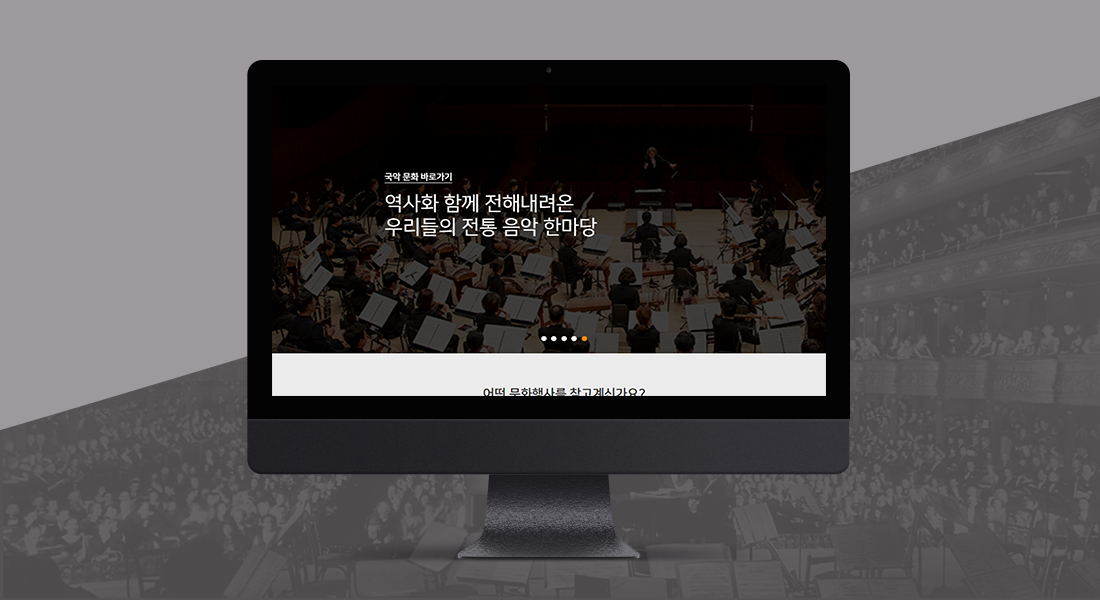 국악 문화 바로가기
역사화 함께 전해내려온
우리들의 전통 음악 한마당
어떤 문화행사를 찾고계신가요?